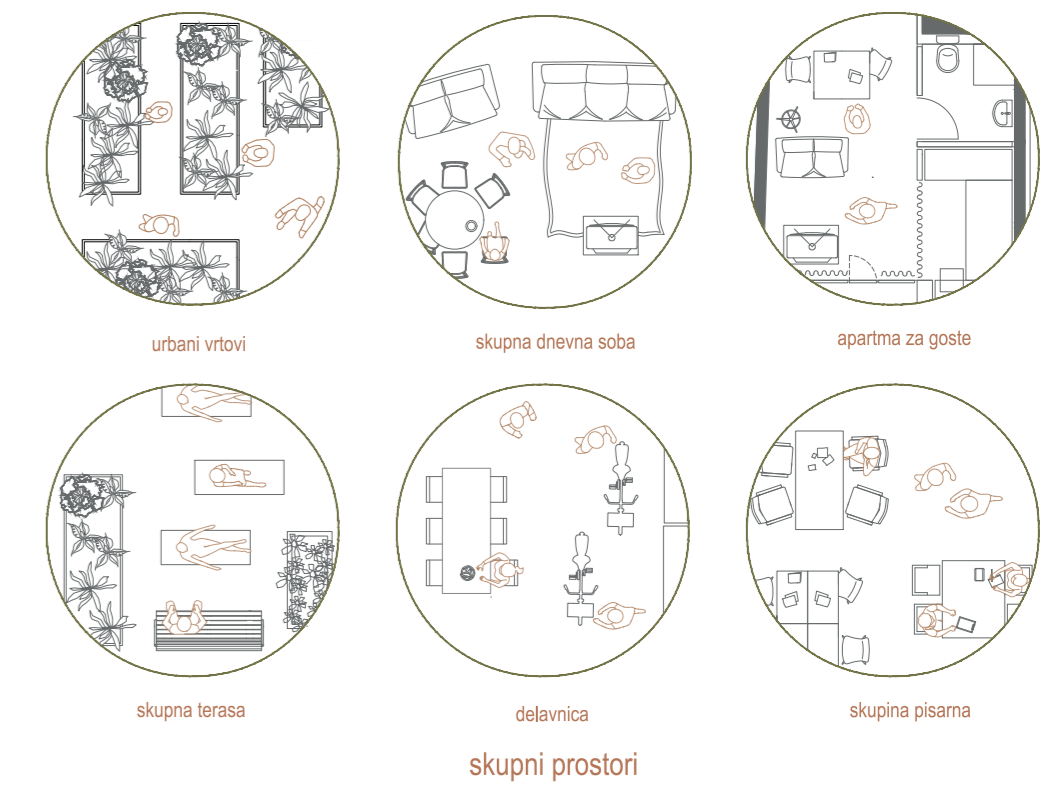 urbani vrtovi
skupna dnevna soba
apartma za goste
skupna terasa
delavnica
skupina pisarna
skupni prostori